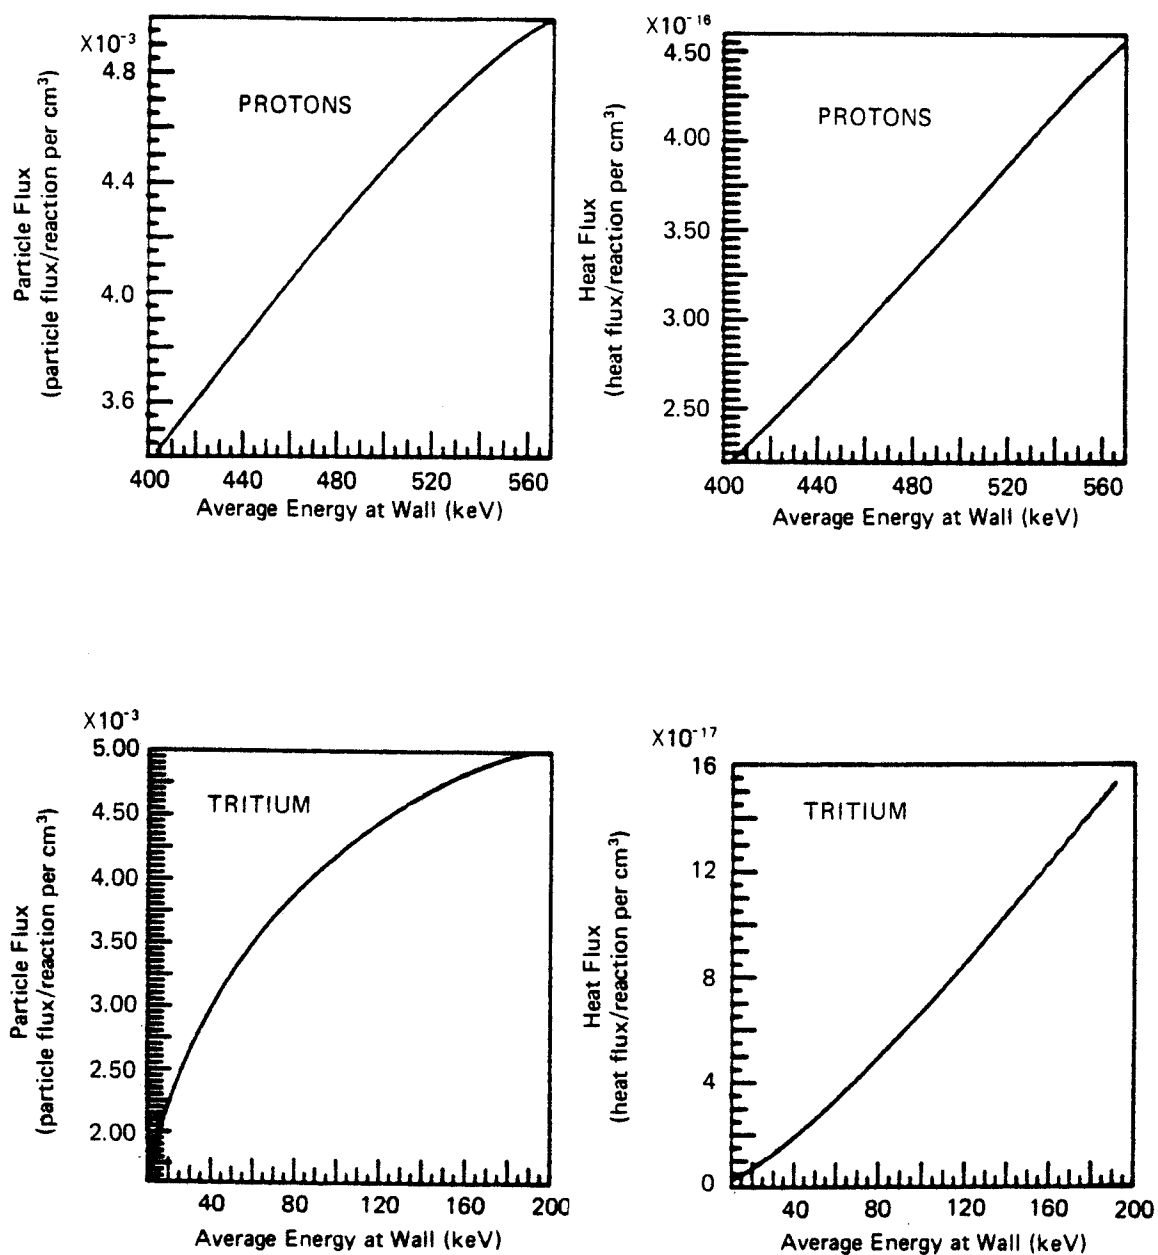 X10⁻³
4.8
4.4
4.0
3.6
Particle Flux
(particle flux/reaction per cm³)
PROTONS
400 440 480 520 560
Average Energy at Wall (keV)
X10⁻¹⁶
4.50
4.00
3.50
3.00
2.50
Heat Flux
(heat flux/reaction per cm³)
PROTONS
400 440 480 520 560
Average Energy at Wall (keV)
X10⁻³
5.00
4.50
4.00
3.50
3.00
2.50
2.00
Particle Flux
(particle flux/reaction per cm³)
TRITIUM
40 80 120 160 200
Average Energy at Wall (keV)
X10⁻¹⁷
16
12
8
4
0
Heat Flux
(heat flux/reaction per cm³)
TRITIUM
40 80 120 160 200
Average Energy at Wall (keV)